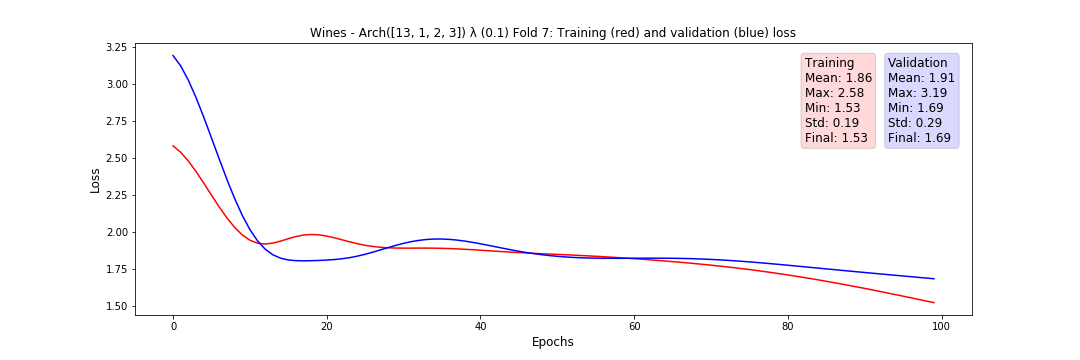 Wines - Arch([13, 1, 2, 3]) λ (0.1) Fold 7: Training (red) and validation (blue) loss
3.25
3.00
2.75
2.50
2.25
2.00
1.75
1.50
Loss
Training
Mean: 1.86
Max: 2.58
Min: 1.53
Std: 0.19
Final: 1.53
Validation
Mean: 1.91
Max: 3.19
Min: 1.69
Std: 0.29
Final: 1.69
0
20
40
60
80
100
Epochs